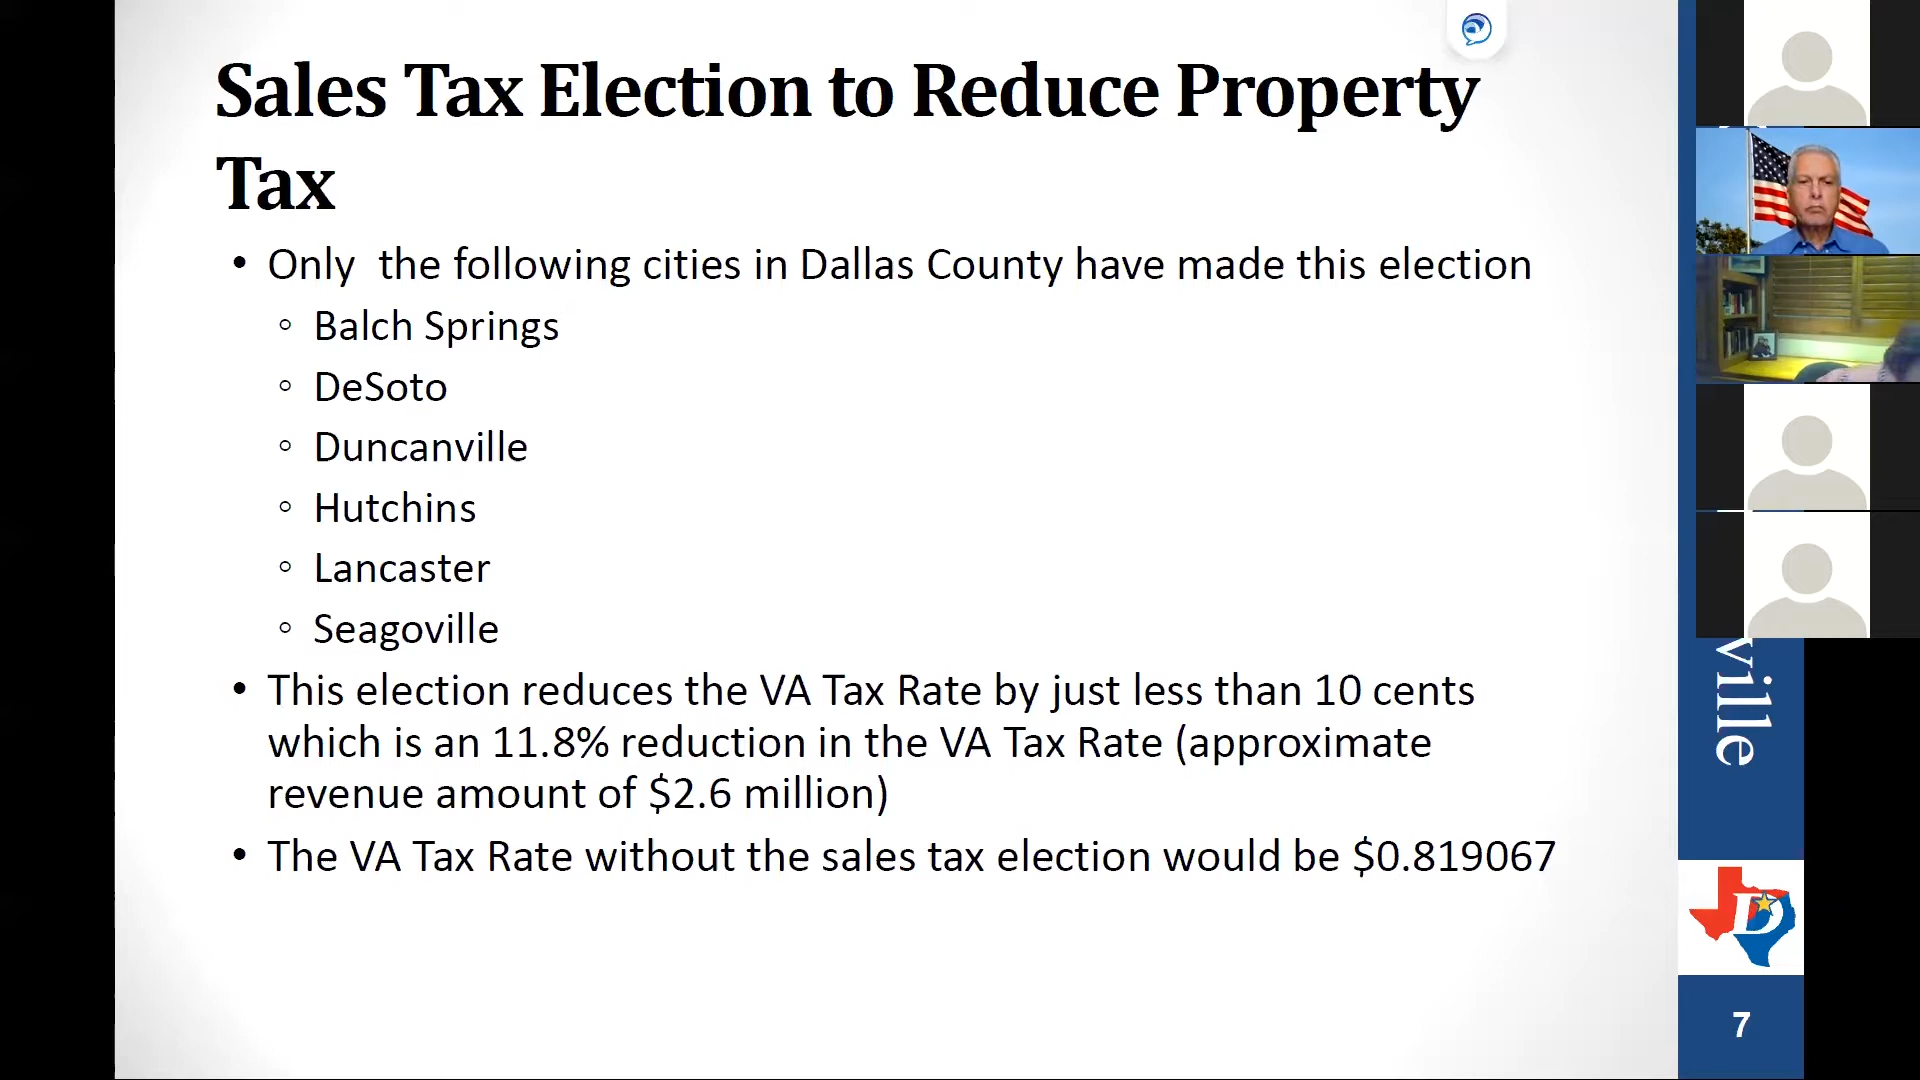 Sales Tax Election to Reduce Property
Tax
• Only  the following cities in Dallas County have made this election
◦ Balch Springs
◦ DeSoto
◦ Duncanville
◦ Hutchins
◦ Lancaster
◦ Seagoville
• This election reduces the VA Tax Rate by just less than 10 cents
which is an 11.8% reduction in the VA Tax Rate (approximate
revenue amount of $2.6 million)
• The VA Tax Rate without the sales tax election would be $0.819067
ville
D
7